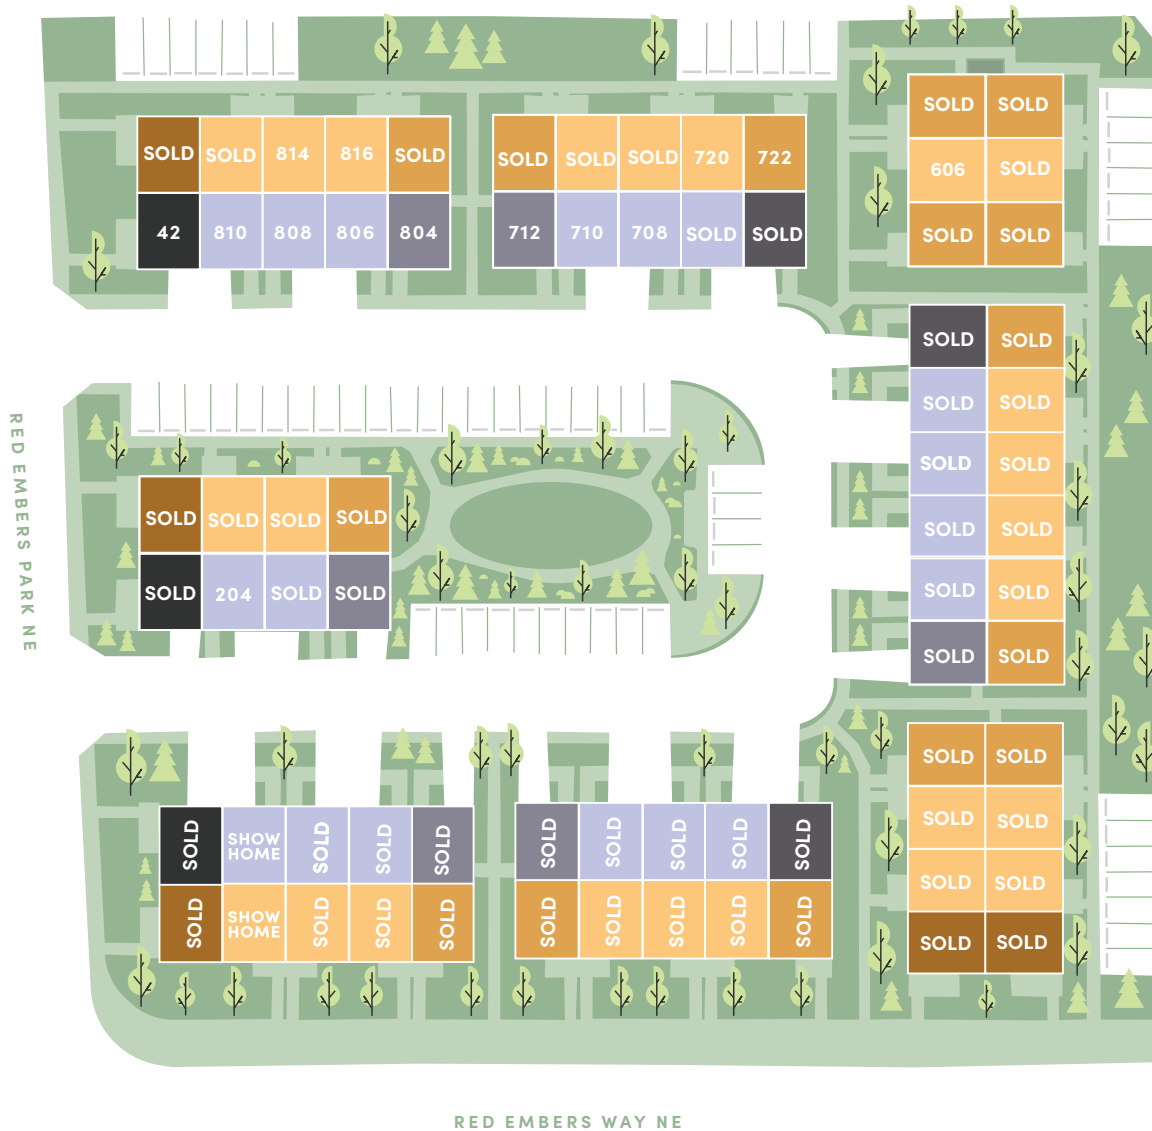 SOLD SOLD 814 816 SOLD
42 810 808 806 804
SOLD SOLD SOLD 720 722
712 710 708 SOLD SOLD
SOLD SOLD
606 SOLD
SOLD SOLD
SOLD SOLD
SOLD SOLD
SOLD SOLD
SOLD SOLD
SOLD SOLD
SOLD SOLD
RED EMBERS PARK NE
SOLD SOLD SOLD SOLD
SOLD 204 SOLD SOLD
SOLD SHOW HOME SOLD SOLD SOLD
SOLD SHOW HOME SOLD SOLD SOLD
SOLD SOLD SOLD SOLD SOLD
SOLD SOLD SOLD SOLD SOLD
SOLD SOLD
SOLD SOLD
SOLD SOLD
SOLD SOLD
RED EMBERS WAY NE